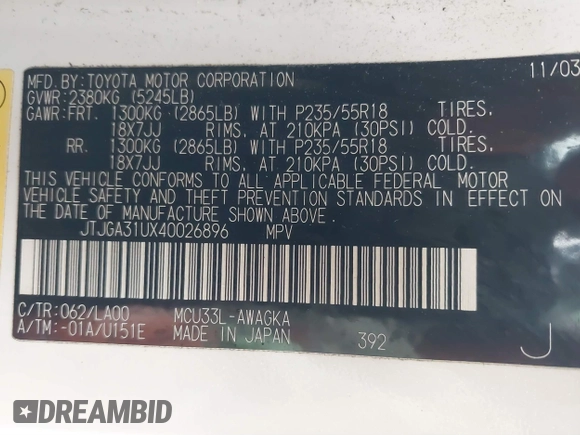 MFD.BY:TOYOTA MOTOR CORPORATION 11/03
GVWR:2380KG (5245LB)
GAWR:FRT. 1300KG (2865LB) WITH P235/55R18 TIRES,
18X7JJ RIMS, AT 210KPA (30PSI) COLD.
RR. 1300KG (2865LB) WITH P235/55R18 TIRES,
18X7JJ RIMS, AT 210KPA (30PSI) COLD.
THIS VEHICLE CONFORMS TO ALL APPLICABLE FEDERAL MOTOR
VEHICLE SAFETY AND THEFT PREVENTION STANDARDS IN EFFECT ON
THE DATE OF MANUFACTURE SHOWN ABOVE.
JTJGA31UX40026896 MPV
C/TR:062/LA00 MCU33L-AWAGKA
A/TM:-01A/U151E MADE IN JAPAN 392 J
DREAMBID